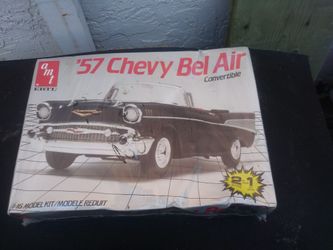 amt
ERTL
'57 Chevy Bel Air
Convertible
2-1
MODEL KIT/MODELE REDUIT